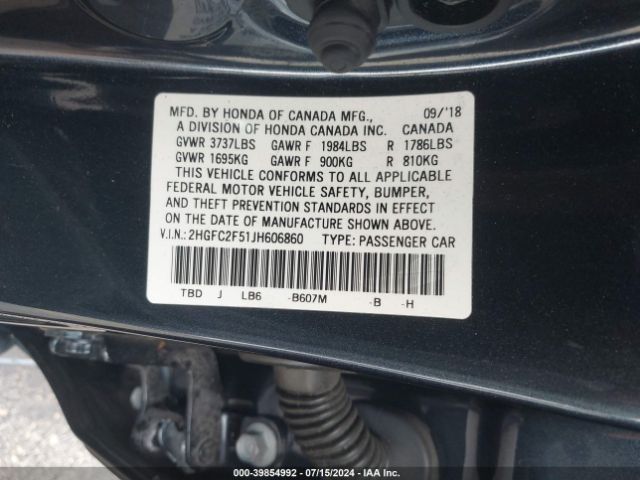 MFD. BY HONDA OF CANADA MFG., 09/'18
A DIVISION OF HONDA CANADA INC. CANADA
GVWR 3737LBS GAWR F 1984LBS R 1786LBS
GVWR 1695KG GAWR F 900KG R 810KG
THIS VEHICLE CONFORMS TO ALL APPLICABLE
FEDERAL MOTOR VEHICLE SAFETY, BUMPER,
AND THEFT PREVENTION STANDARDS IN EFFECT
ON THE DATE OF MANUFACTURE SHOWN ABOVE.
V.I.N.:2HGFC2F51JH606860 TYPE: PASSENGER CAR
TBD J LB6 -B607M -B -H
000-39854992 / 07/15/2024 / IAA Inc.